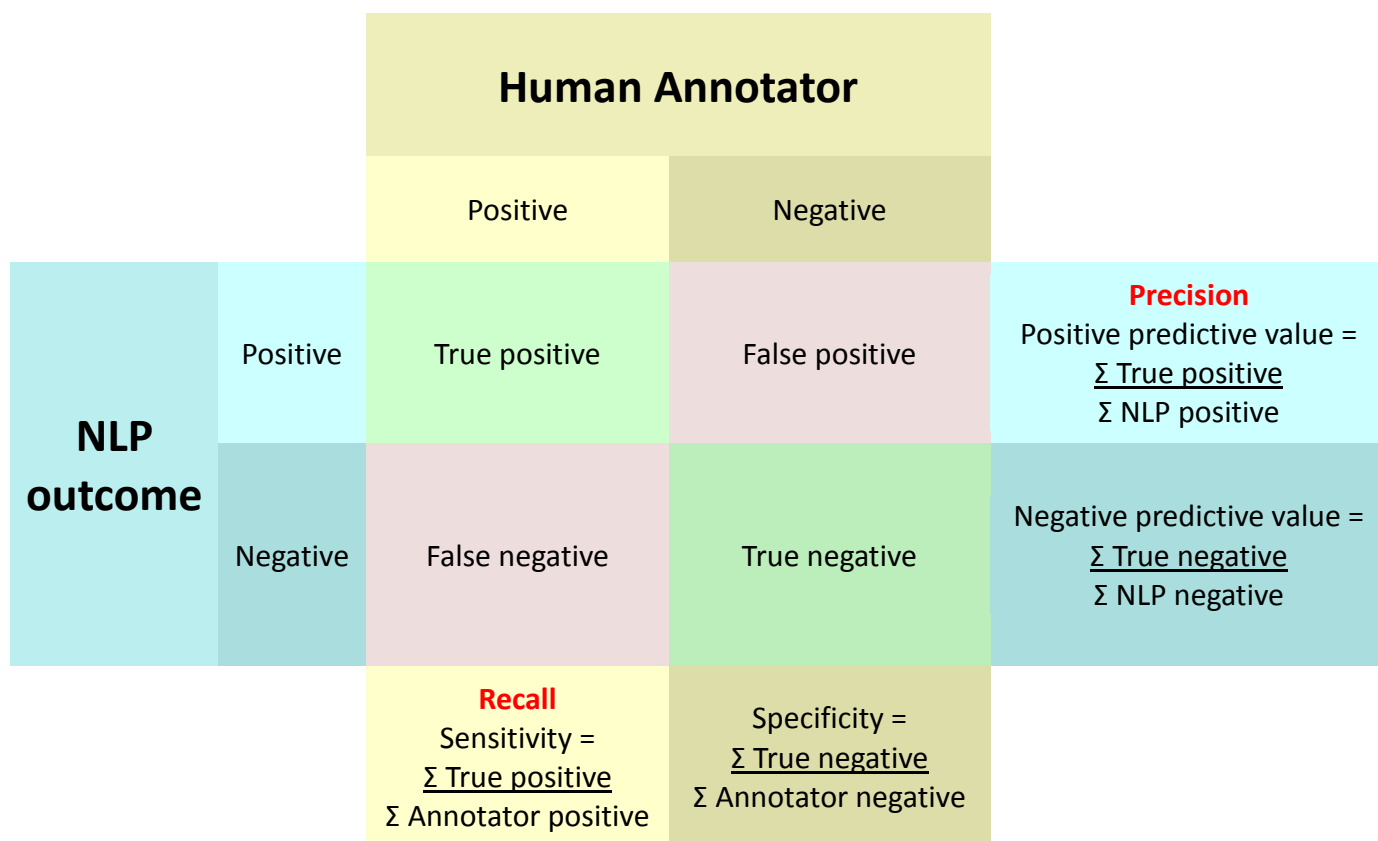 Human Annotator
Positive
Negative
NLP
outcome
Positive
True positive
False positive
Precision
Positive predictive value =
Σ True positive
Σ NLP positive
Negative
False negative
True negative
Negative predictive value =
Σ True negative
Σ NLP negative
Recall
Sensitivity =
Σ True positive
Σ Annotator positive
Specificity =
Σ True negative
Σ Annotator negative